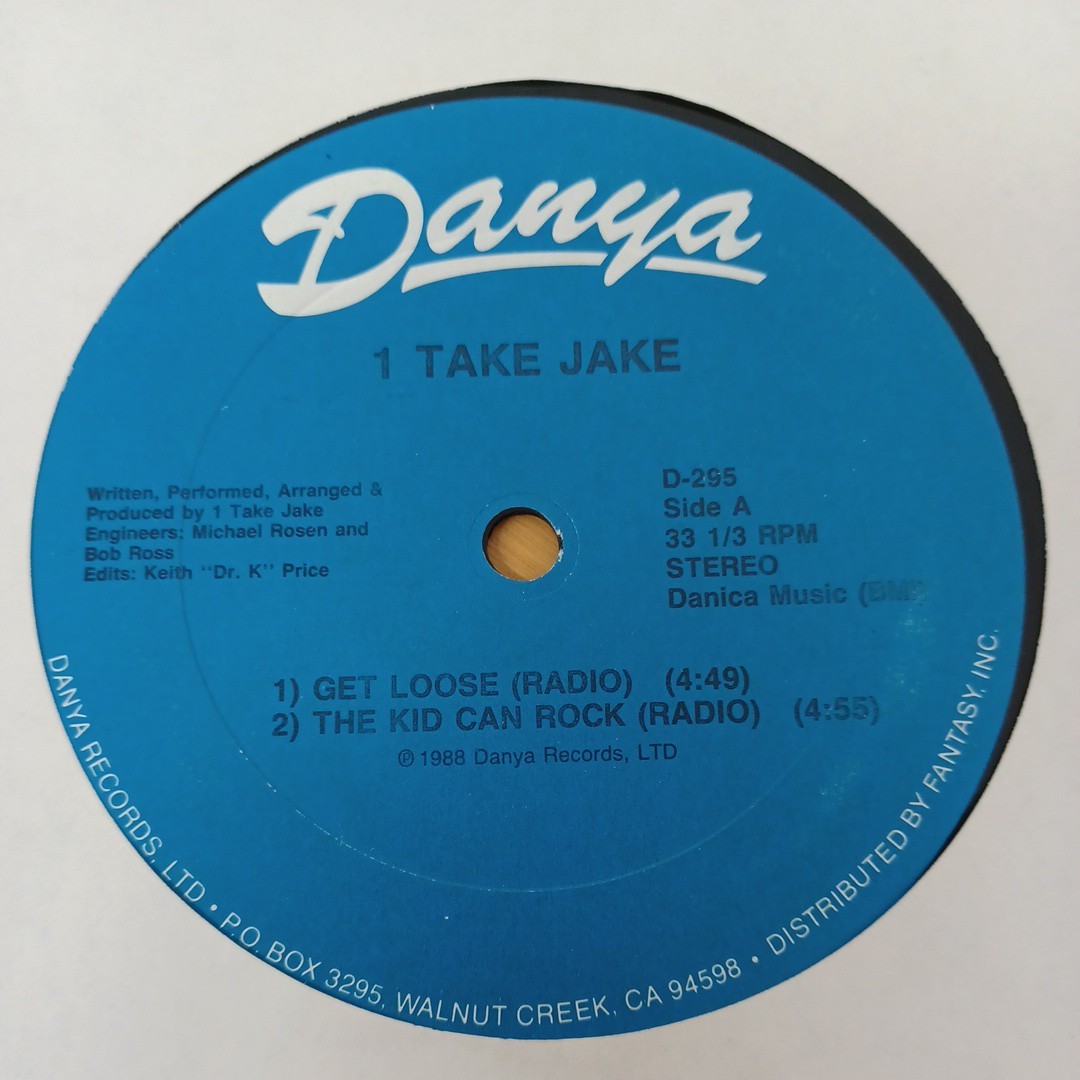 Danya
1 TAKE JAKE
Written, Performed, Arranged &
Produced by 1 Take Jake
Engineers: Michael Rosen and
Bob Ross
Edits: Keith "Dr. K" Price
D-295
Side A
33 1/3 RPM
STEREO
Danica Music (BMI)
1) GET LOOSE (RADIO) (4:49)
2) THE KID CAN ROCK (RADIO) (4:55)
℗ 1988 Danya Records, LTD
DANYA RECORDS, LTD • P.O. BOX 3295, WALNUT CREEK, CA 94598 • DISTRIBUTED BY FANTASY, INC.